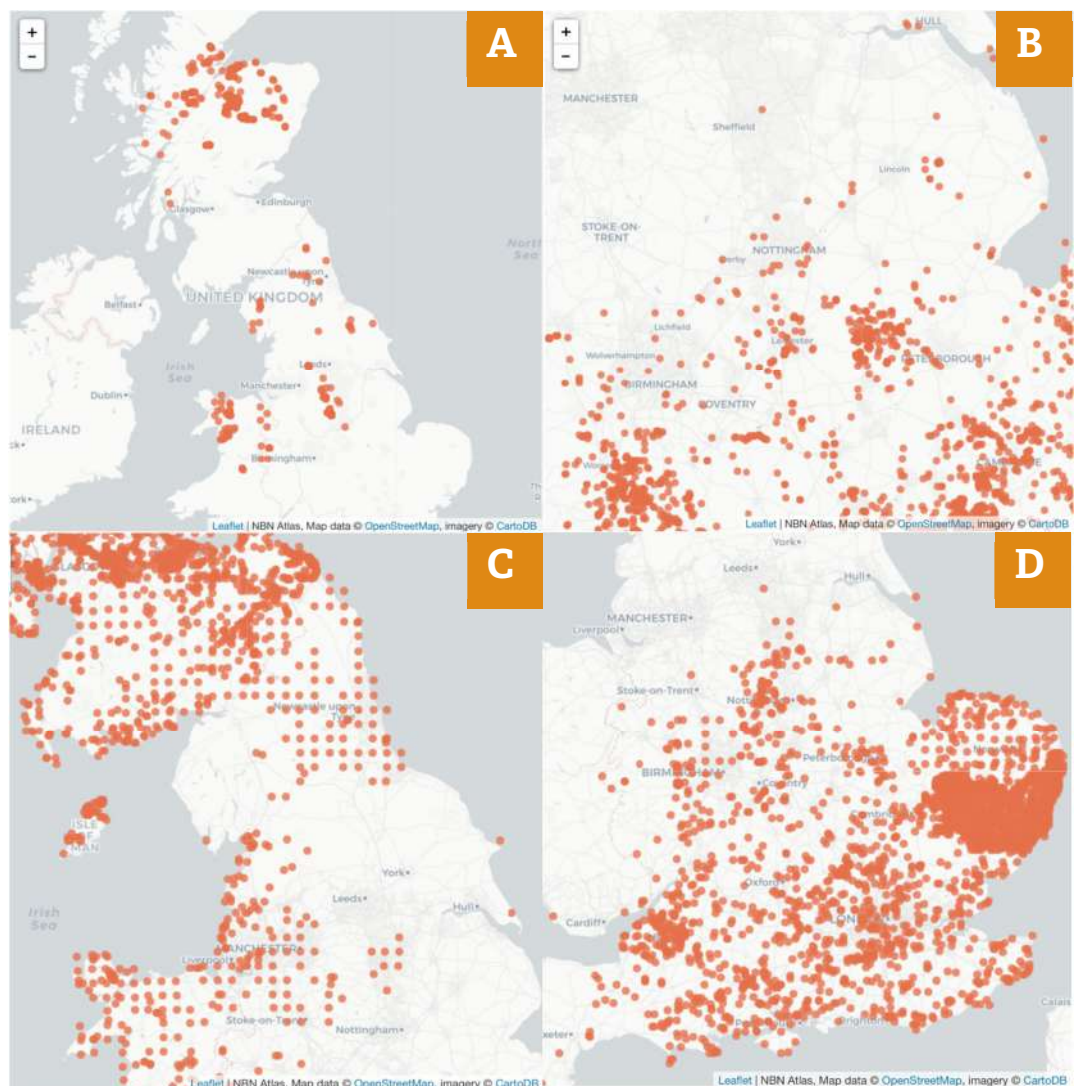 +
−
A
North
Sea
Glasgow
Edinburgh
Newcastle upon
Tyne
UNITED KINGDOM
Belfast
Irish
Sea
Leeds
Manchester
Dublin
IRELAND
Birmingham
Leaflet | NBN Atlas, Map data © OpenStreetMap, imagery © CartoDB
+
−
B
HULL
MANCHESTER
Sheffield
Lincoln
STOKE-ON-
TRENT
NOTTINGHAM
Derby
Lichfield
Leicester
Wolverhampton
PETERBOROUGH
BIRMINGHAM
COVENTRY
Leaflet | NBN Atlas, Map data © OpenStreetMap, imagery © CartoDB
C
Newcastle upon
Tyne
ISLE
OF
MAN
York
Leeds
Hull
Irish
Sea
MANCHESTER
Liverpool
Stoke-on-Trent
Nottingham
Leaflet | NBN Atlas, Map data © OpenStreetMap, imagery © CartoDB
D
York
Leeds
Hull
MANCHESTER
Liverpool
Stoke-on-Trent
BIRMINGHAM
Coventry
Oxford
Cardiff
LONDON
Calais
Brighton
Leaflet | NBN Atlas, Map data © OpenStreetMap, imagery © CartoDB